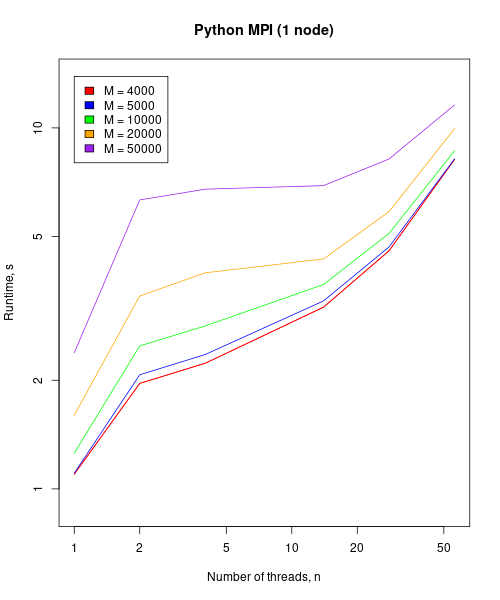 Python MPI (1 node)
M = 4000
M = 5000
M = 10000
M = 20000
M = 50000
10
5
2
1
Runtime, s
1 2 5 10 20 50
Number of threads, n